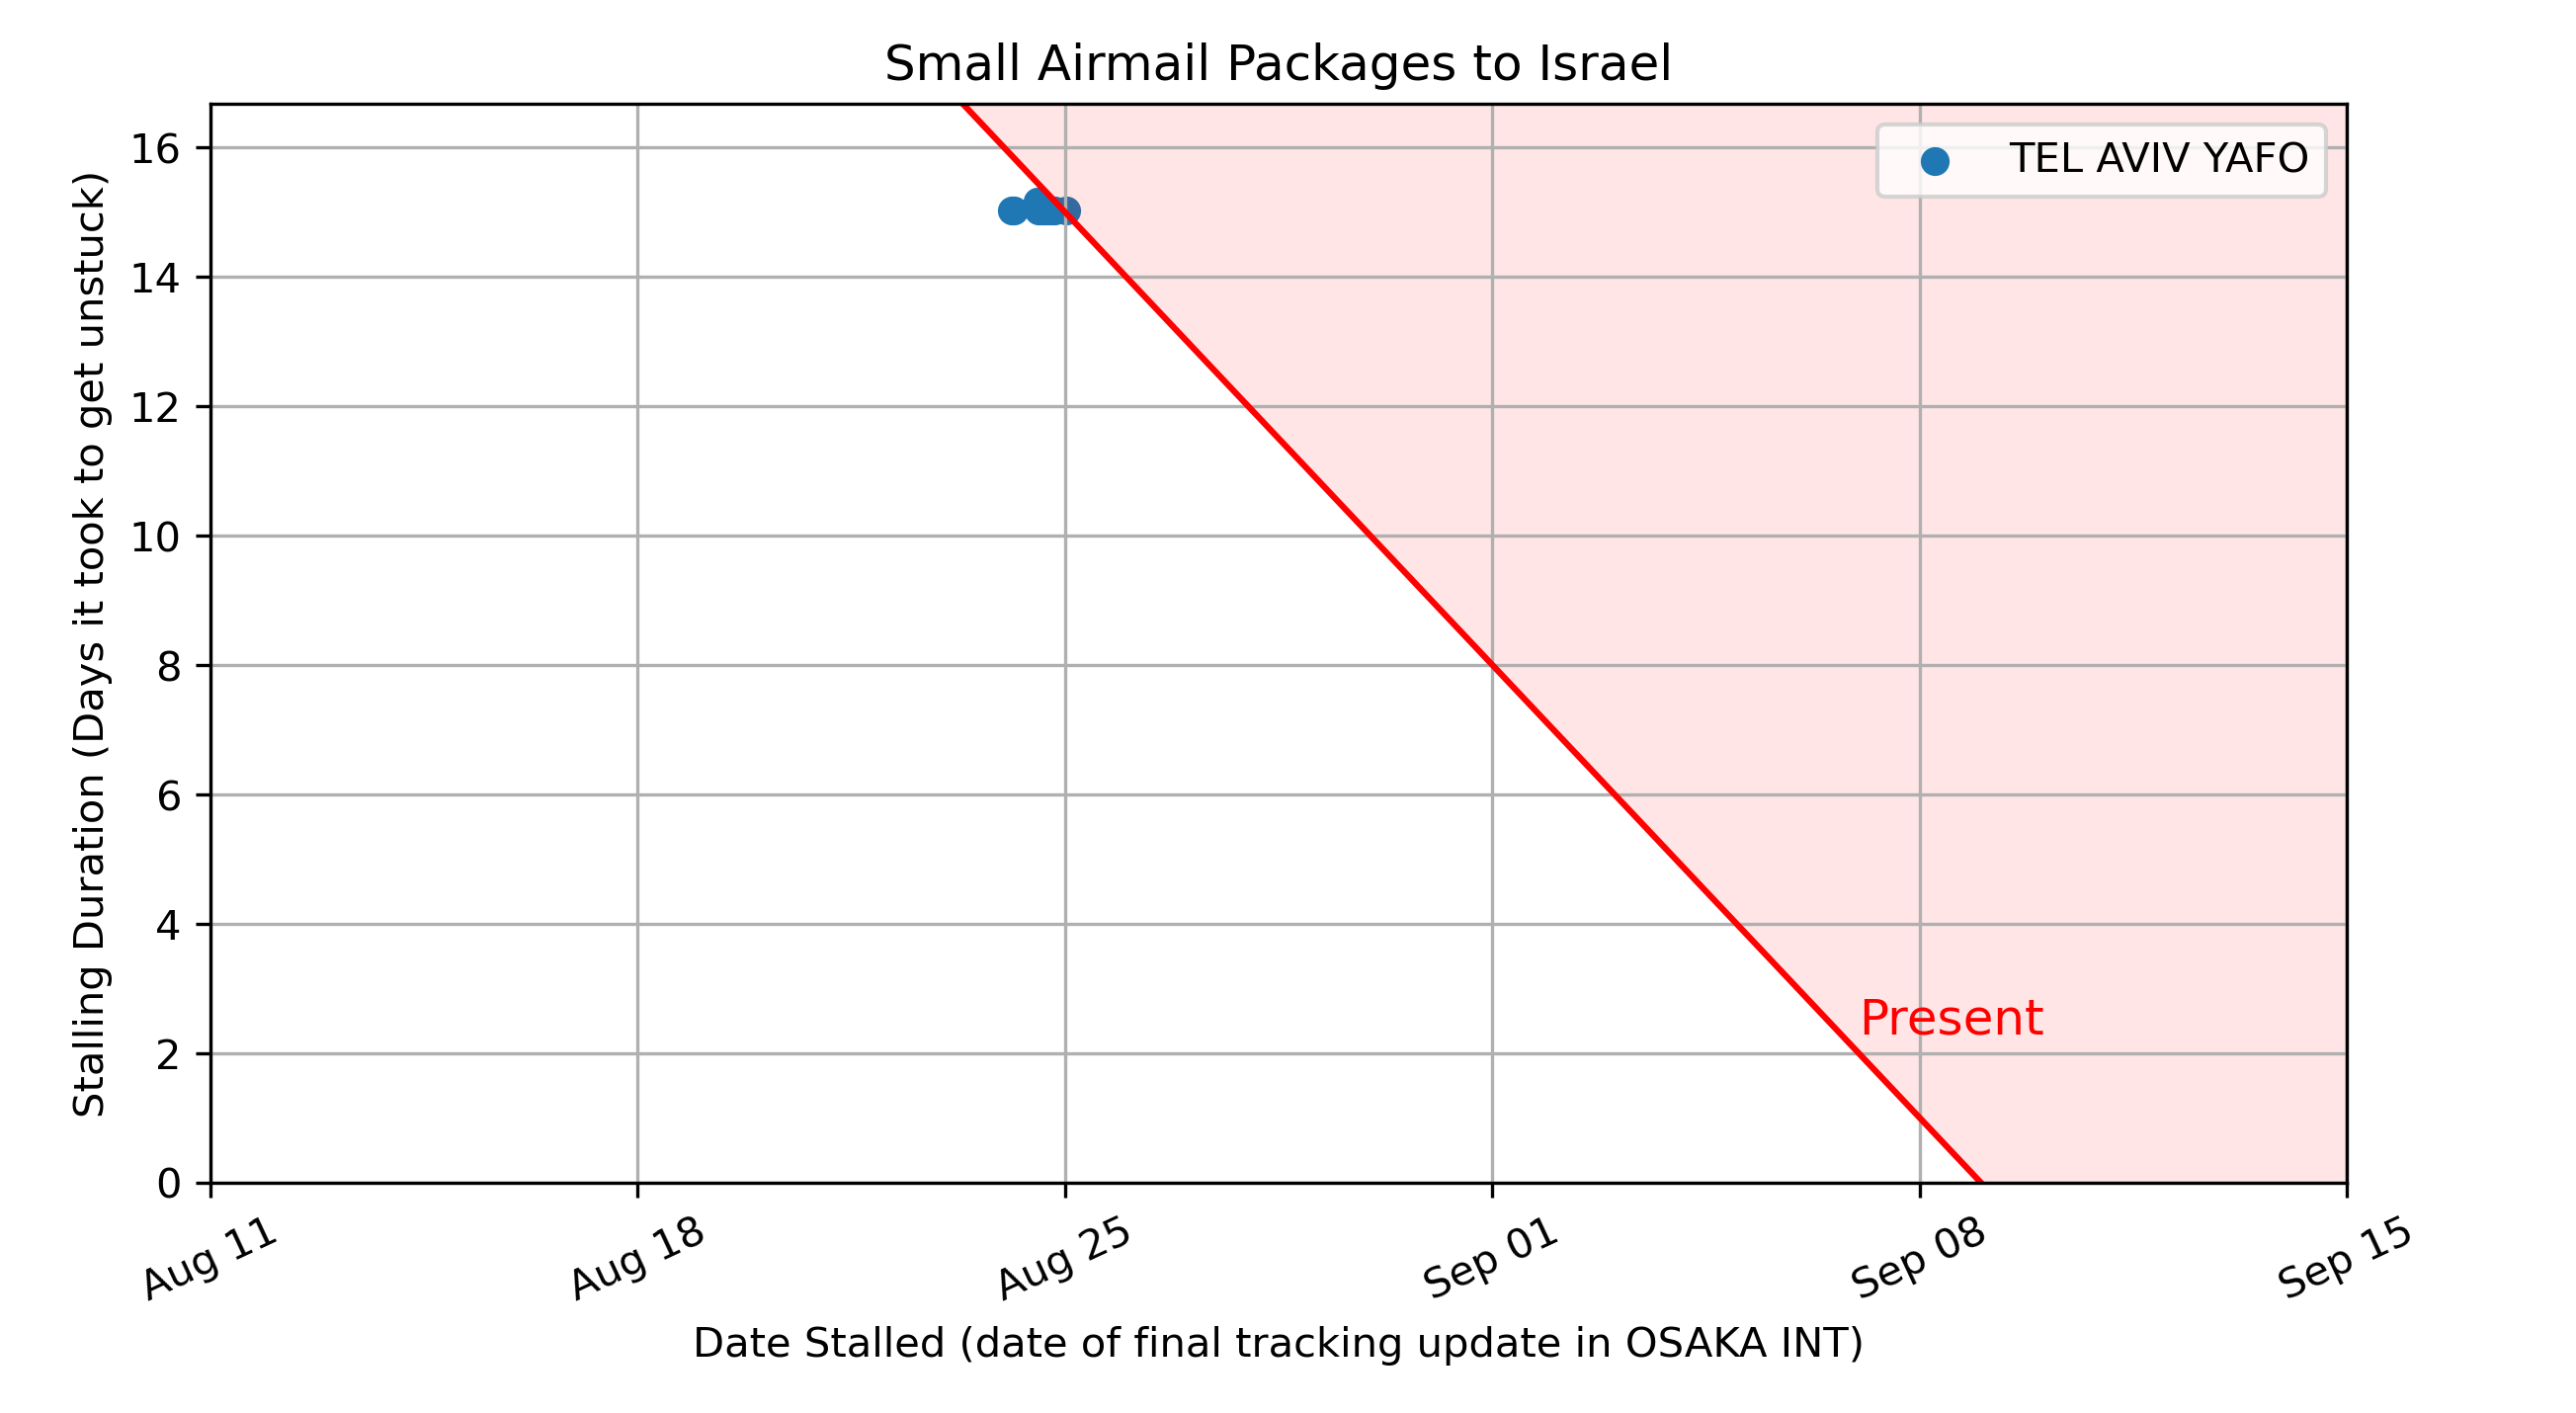 Small Airmail Packages to Israel
TEL AVIV YAFO
Stalling Duration (Days it took to get unstuck)
16
14
12
10
8
6
4
2
0
Present
Aug 11
Aug 18
Aug 25
Sep 01
Sep 08
Sep 15
Date Stalled (date of final tracking update in OSAKA INT)